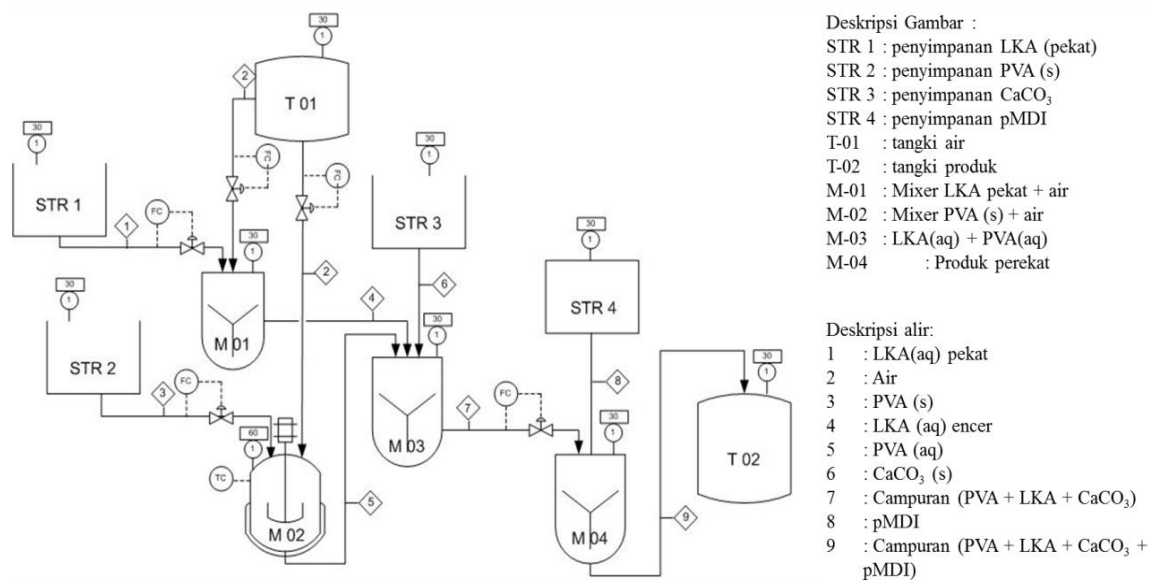 30
1
T 01
2
FC
FC
30
1
STR 1
1
FC
30
1
M 01
30
1
STR 2
3
FC
60
1
TC
M 02
2
30
1
STR 3
6
4
30
1
M 03
5
7
FC
30
1
STR 4
8
30
1
M 04
9
30
1
T 02
Deskripsi Gambar :
STR 1 : penyimpanan LKA (pekat)
STR 2 : penyimpanan PVA (s)
STR 3 : penyimpanan CaCO₃
STR 4 : penyimpanan pMDI
T-01 : tangki air
T-02 : tangki produk
M-01 : Mixer LKA pekat + air
M-02 : Mixer PVA (s) + air
M-03 : LKA(aq) + PVA(aq)
M-04 : Produk perekat
Deskripsi alir:
1 : LKA(aq) pekat
2 : Air
3 : PVA (s)
4 : LKA (aq) encer
5 : PVA (aq)
6 : CaCO₃ (s)
7 : Campuran (PVA + LKA + CaCO₃)
8 : pMDI
9 : Campuran (PVA + LKA + CaCO₃ +
pMDI)